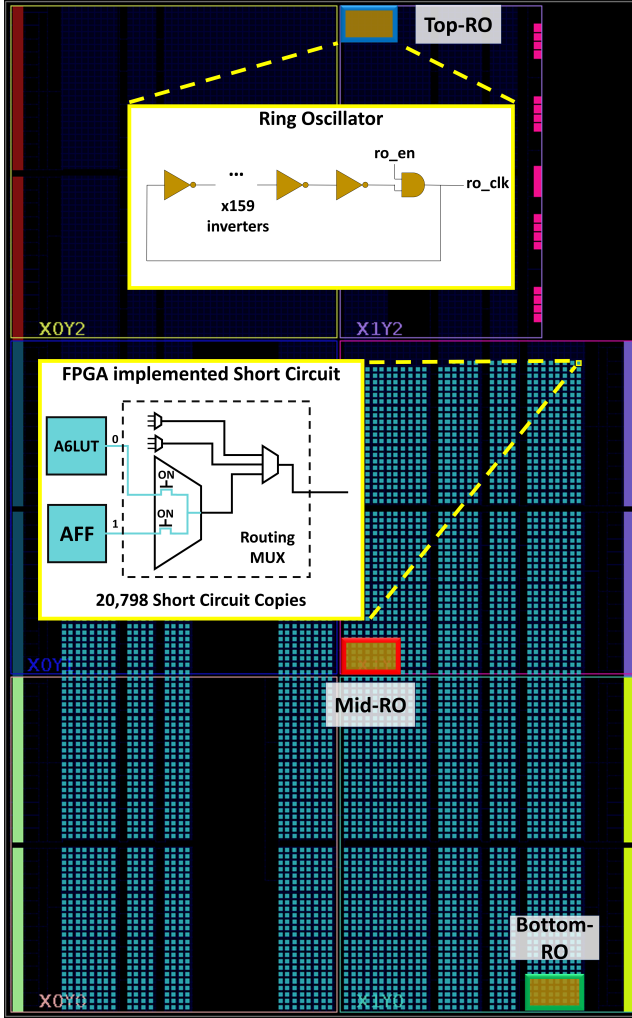 Top-RO
Ring Oscillator
ro_en
...
ro_clk
x159
inverters
X0Y2
X1Y2
FPGA implemented Short Circuit
A6LUT
0
ON
ON
AFF
1
Routing
MUX
20,798 Short Circuit Copies
X0Y
Mid-RO
Bottom-
RO
X0Y0
X1Y0